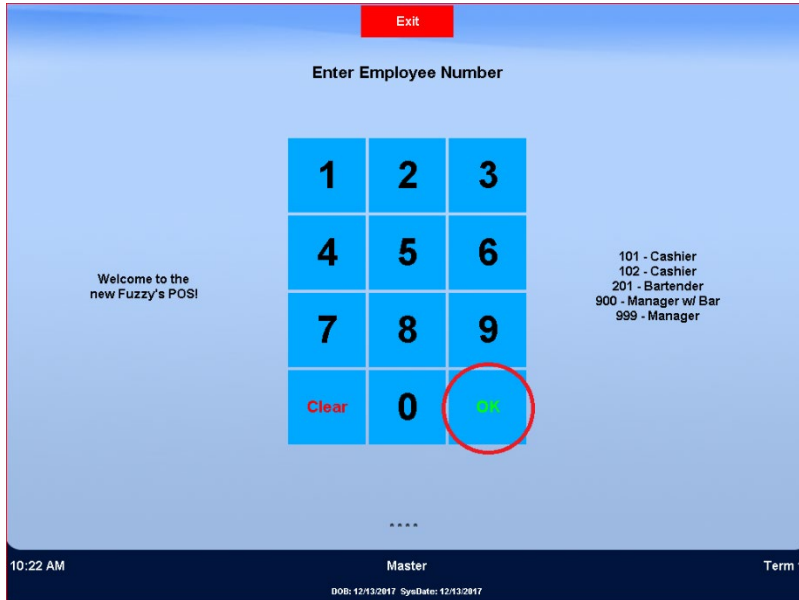 Exit
Enter Employee Number
1 2 3
4 5 6
7 8 9
Clear 0 OK
Welcome to the
new Fuzzy's POS!
101 - Cashier
102 - Cashier
201 - Bartender
900 - Manager w/ Bar
999 - Manager
****
10:22 AM
Master
Term
DOB: 12/13/2017 SysDate: 12/13/2017